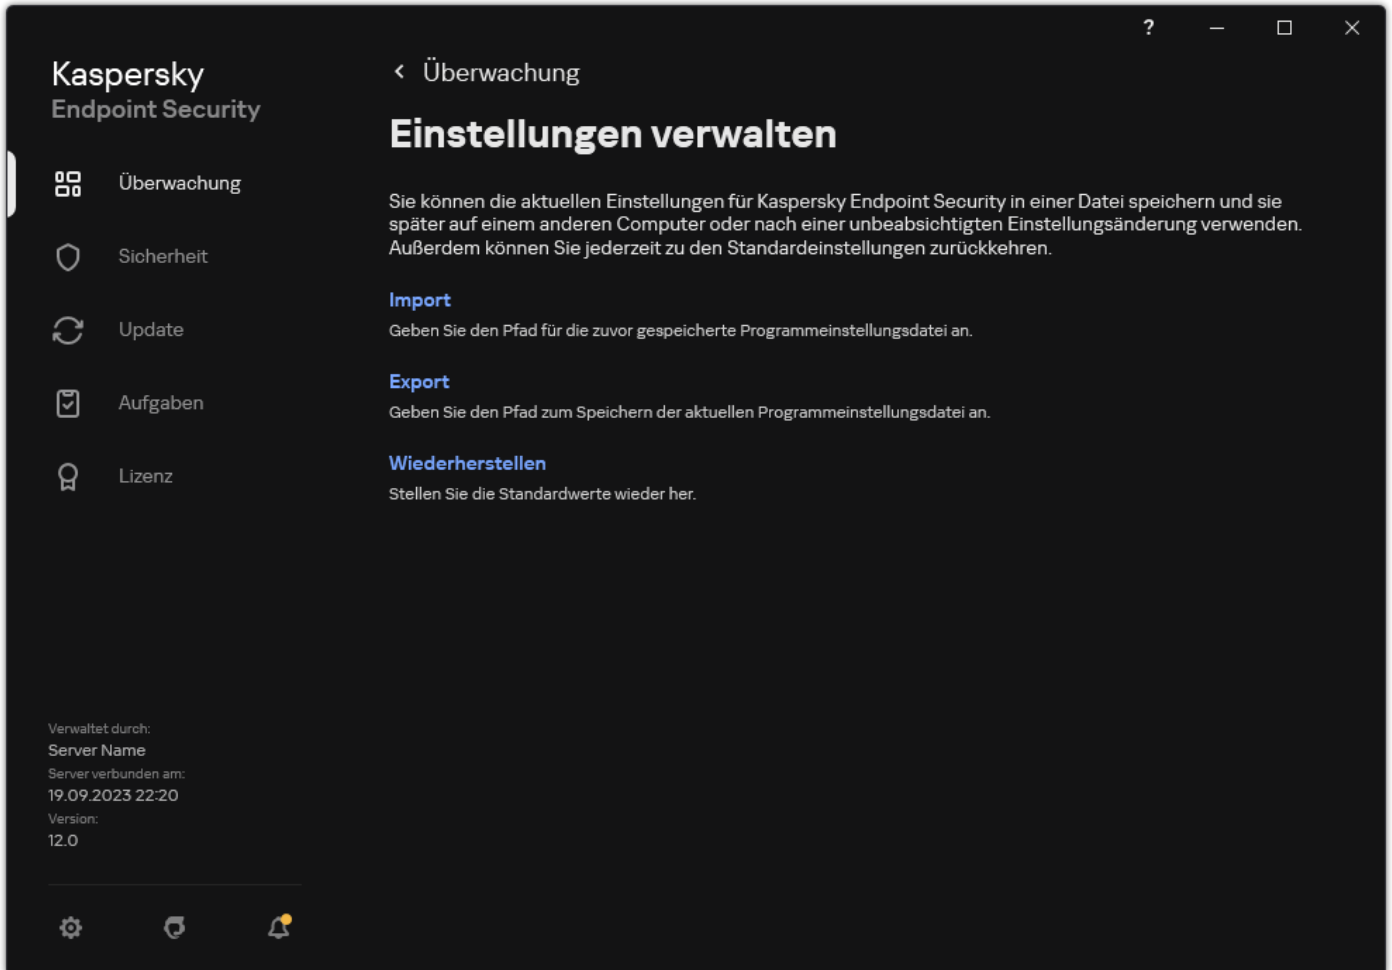 ?
Kaspersky
Endpoint Security
Überwachung
Sicherheit
Update
Aufgaben
Lizenz
Verwaltet durch:
Server Name
Server verbunden am:
19.09.2023 22:20
Version:
12.0
Überwachung
Einstellungen verwalten
Sie können die aktuellen Einstellungen für Kaspersky Endpoint Security in einer Datei speichern und sie
später auf einem anderen Computer oder nach einer unbeabsichtigten Einstellungsänderung verwenden.
Außerdem können Sie jederzeit zu den Standardeinstellungen zurückkehren.
Import
Geben Sie den Pfad für die zuvor gespeicherte Programmeinstellungsdatei an.
Export
Geben Sie den Pfad zum Speichern der aktuellen Programmeinstellungsdatei an.
Wiederherstellen
Stellen Sie die Standardwerte wieder her.